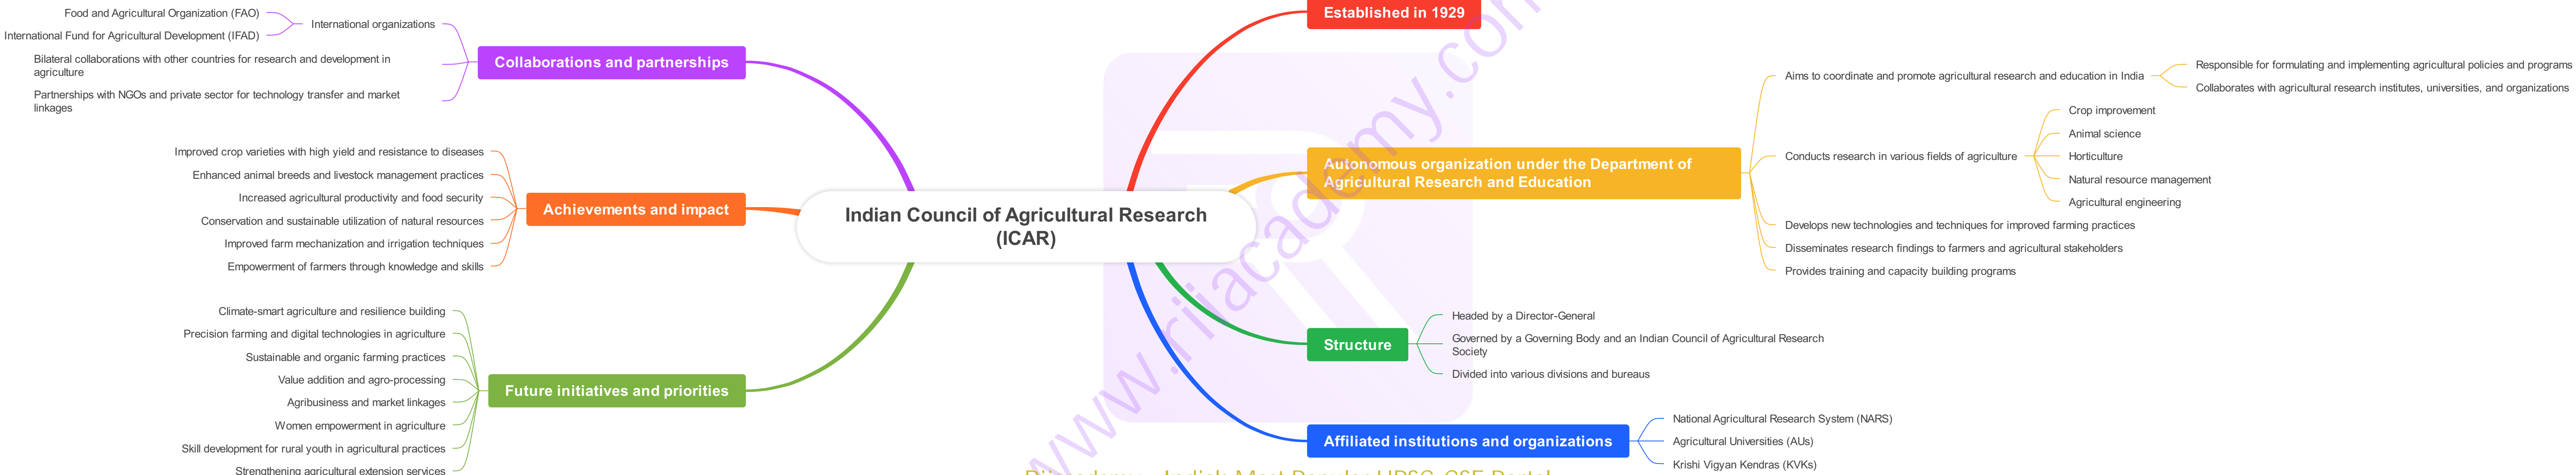 Indian Council of Agricultural Research
(ICAR)
Established in 1929
Autonomous organization under the Department of
Agricultural Research and Education
Aims to coordinate and promote agricultural research and education in India
Responsible for formulating and implementing agricultural policies and programs
Collaborates with agricultural research institutes, universities, and organizations
Conducts research in various fields of agriculture
Crop improvement
Animal science
Horticulture
Natural resource management
Agricultural engineering
Develops new technologies and techniques for improved farming practices
Disseminates research findings to farmers and agricultural stakeholders
Provides training and capacity building programs
Structure
Headed by a Director-General
Governed by a Governing Body and an Indian Council of Agricultural Research
Society
Divided into various divisions and bureaus
Affiliated institutions and organizations
National Agricultural Research System (NARS)
Agricultural Universities (AUs)
Krishi Vigyan Kendras (KVKs)
Collaborations and partnerships
International organizations
Food and Agricultural Organization (FAO)
International Fund for Agricultural Development (IFAD)
Bilateral collaborations with other countries for research and development in
agriculture
Partnerships with NGOs and private sector for technology transfer and market
linkages
Achievements and impact
Improved crop varieties with high yield and resistance to diseases
Enhanced animal breeds and livestock management practices
Increased agricultural productivity and food security
Conservation and sustainable utilization of natural resources
Improved farm mechanization and irrigation techniques
Empowerment of farmers through knowledge and skills
Future initiatives and priorities
Climate-smart agriculture and resilience building
Precision farming and digital technologies in agriculture
Sustainable and organic farming practices
Value addition and agro-processing
Agribusiness and market linkages
Women empowerment in agriculture
Skill development for rural youth in agricultural practices
Strengthening agricultural extension services
www.rijacademy.com